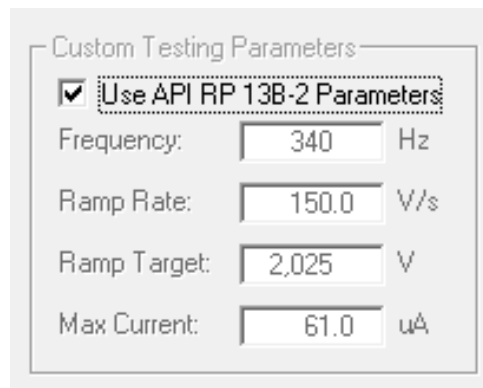 Custom Testing Parameters
Use API RP 13B-2 Parameters
Frequency: 340 Hz
Ramp Rate: 150.0 V/s
Ramp Target: 2,025 V
Max Current: 61.0 uA